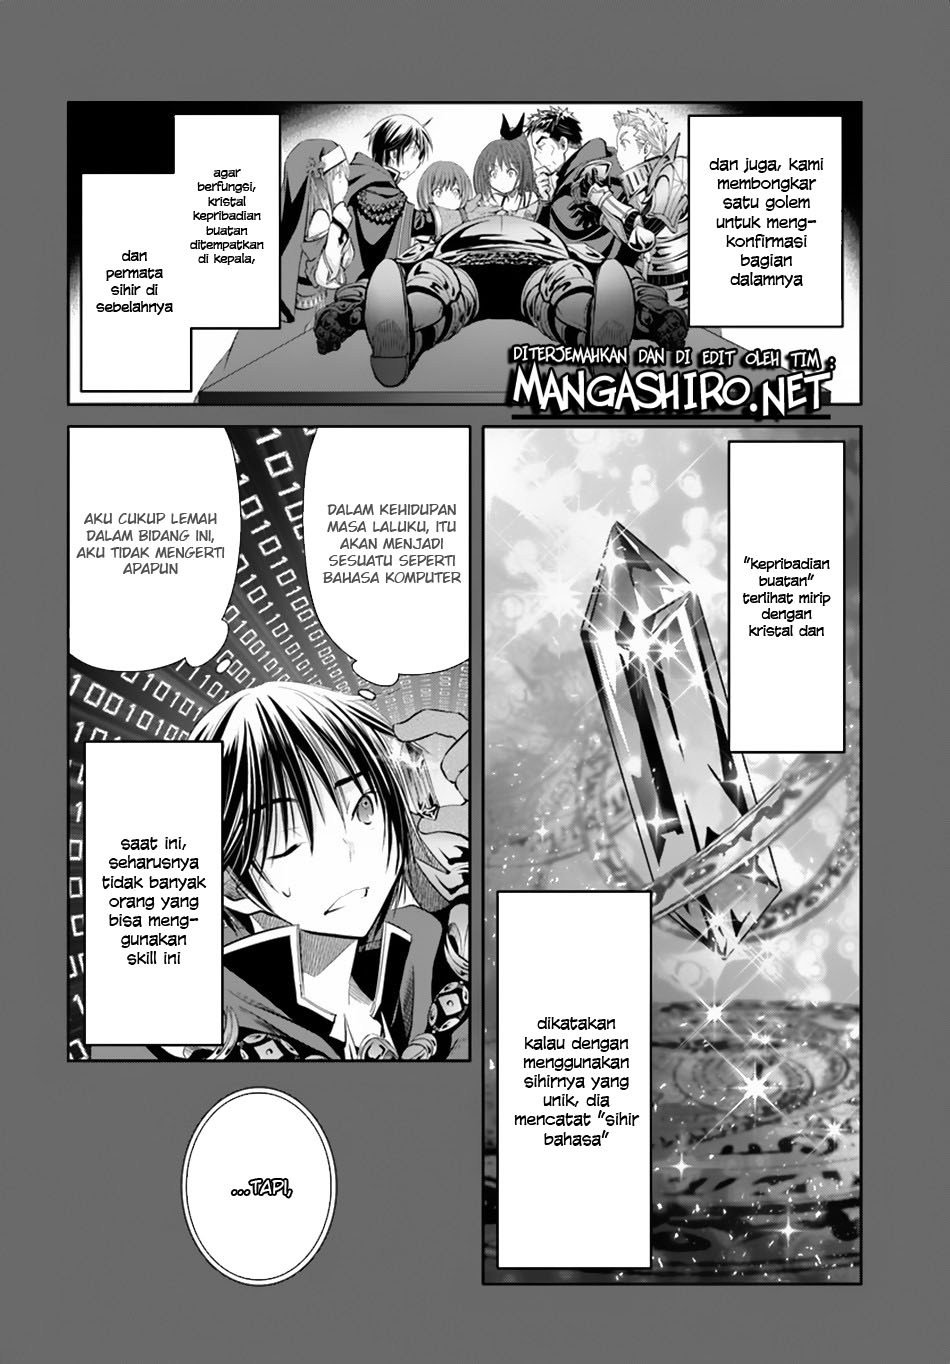 dan juga, kami
membongkar
satu golem
untuk meng-
konfirmasi
bagian
dalamnya
agar
berfungsi,
kristal
kepribadian
buatan
ditempatkan
di kepala,
dan
permata
sihir di
sebelahnya
DITERJEMAHKAN DAN DI EDIT OLEH TIM :
MANGASHIRO.NET
"kepribadian
buatan"
terlihat mirip
dengan
kristal dan
dikatakan
kalau dengan
menggunakan
sihirnya yang
unik, dia
mencatat "sihir
bahasa"
DALAM KEHIDUPAN
MASA LALUKU, ITU
AKAN MENJADI
SESUATU SEPERTI
BAHASA KOMPUTER
AKU CUKUP LEMAH
DALAM BIDANG INI,
AKU TIDAK MENGERTI
APAPUN
saat ini,
seharusnya
tidak banyak
orang yang
bisa meng-
gunakan
skill ini
...TAPI,